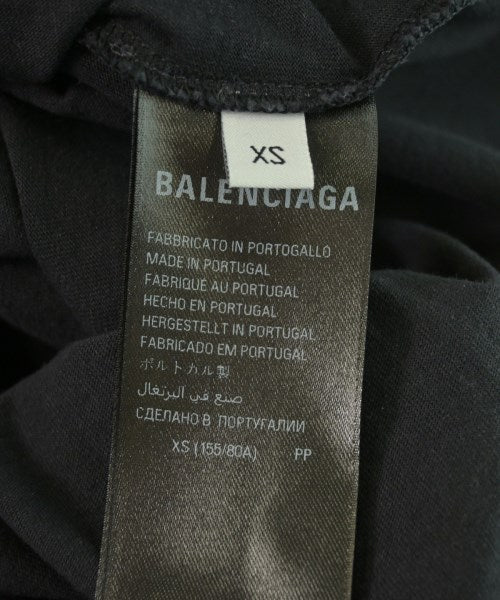 XS
BALENCIAGA
FABBRICATO IN PORTOGALLO
MADE IN PORTUGAL
FABRIQUÉ AU PORTUGAL
HECHO EN PORTUGAL
HERGESTELLT IN PORTUGAL
FABRICADO EM PORTUGAL
ポルトガル製
صنع في البرتغال
СДЕЛАНО В ПОРТУГАЛИИ
XS (155/80A) PP